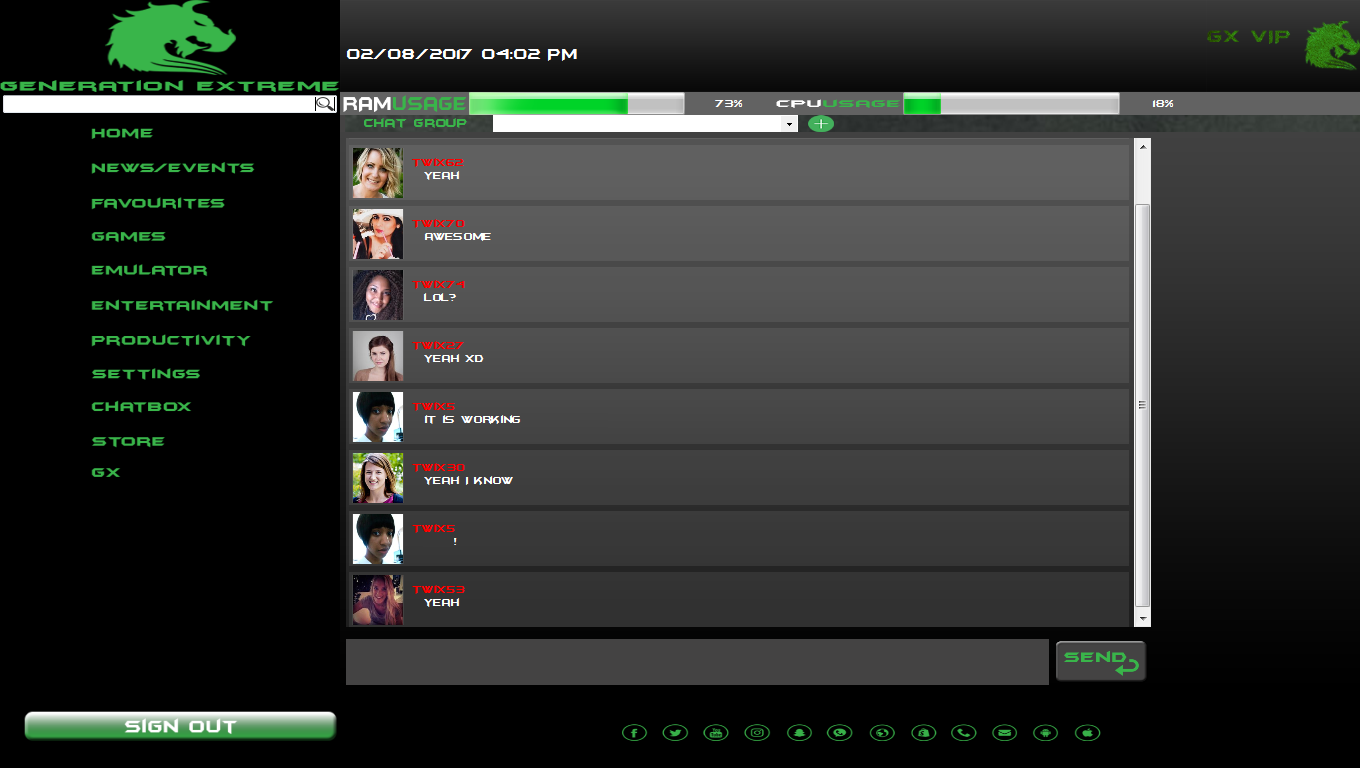 GENERATION EXTREME
02/08/2017 04:02 PM
GX VIP
RAMUSAGE 73% CPUUSAGE 18%
CHAT GROUP
HOME
NEWS/EVENTS
FAVOURITES
GAMES
EMULATOR
ENTERTAINMENT
PRODUCTIVITY
SETTINGS
CHATBOX
STORE
GX
SIGN OUT
TWIX62
YEAH
TWIX70
AWESOME
TWIX74
LOL?
TWIX27
YEAH XD
TWIX5
IT IS WORKING
TWIX30
YEAH I KNOW
TWIX5
!
TWIX53
YEAH
SEND